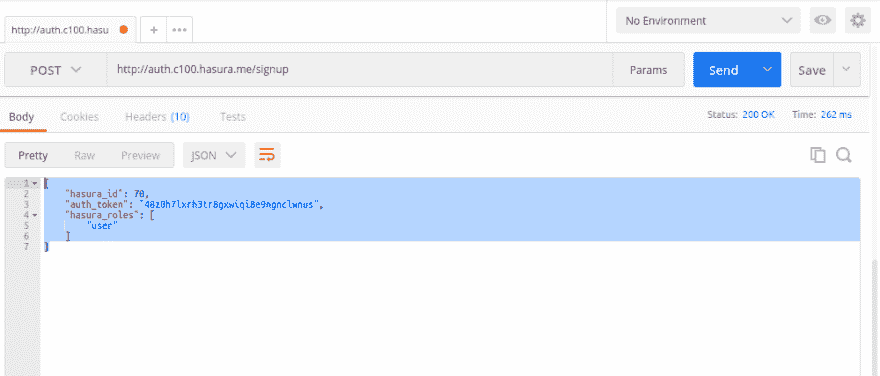 http://auth.c100.hasu
No Environment
POST
http://auth.c100.hasura.me/signup
Params
Send
Save
Body
Cookies
Headers (10)
Tests
Status: 200 OK
Time: 262 ms
Pretty
Raw
Preview
JSON
1
2 "hasura_id": 70,
3 "auth_token":
4 "hasura_roles": [
5 "user"
6 ]
7